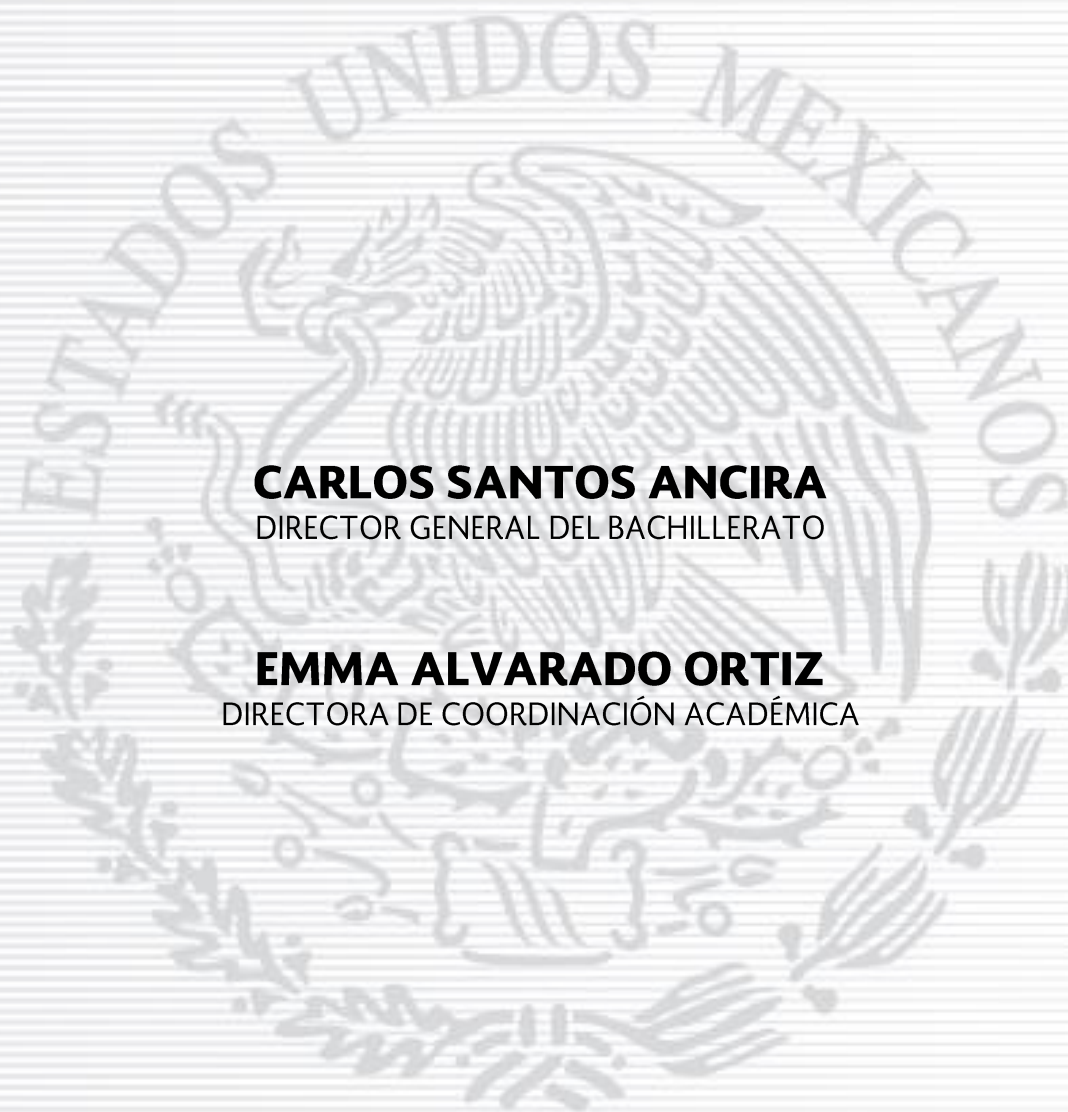 ESTADOS UNIDOS MEXICANOS
CARLOS SANTOS ANCIRA
DIRECTOR GENERAL DEL BACHILLERATO
EMMA ALVARADO ORTIZ
DIRECTORA DE COORDINACIÓN ACADÉMICA